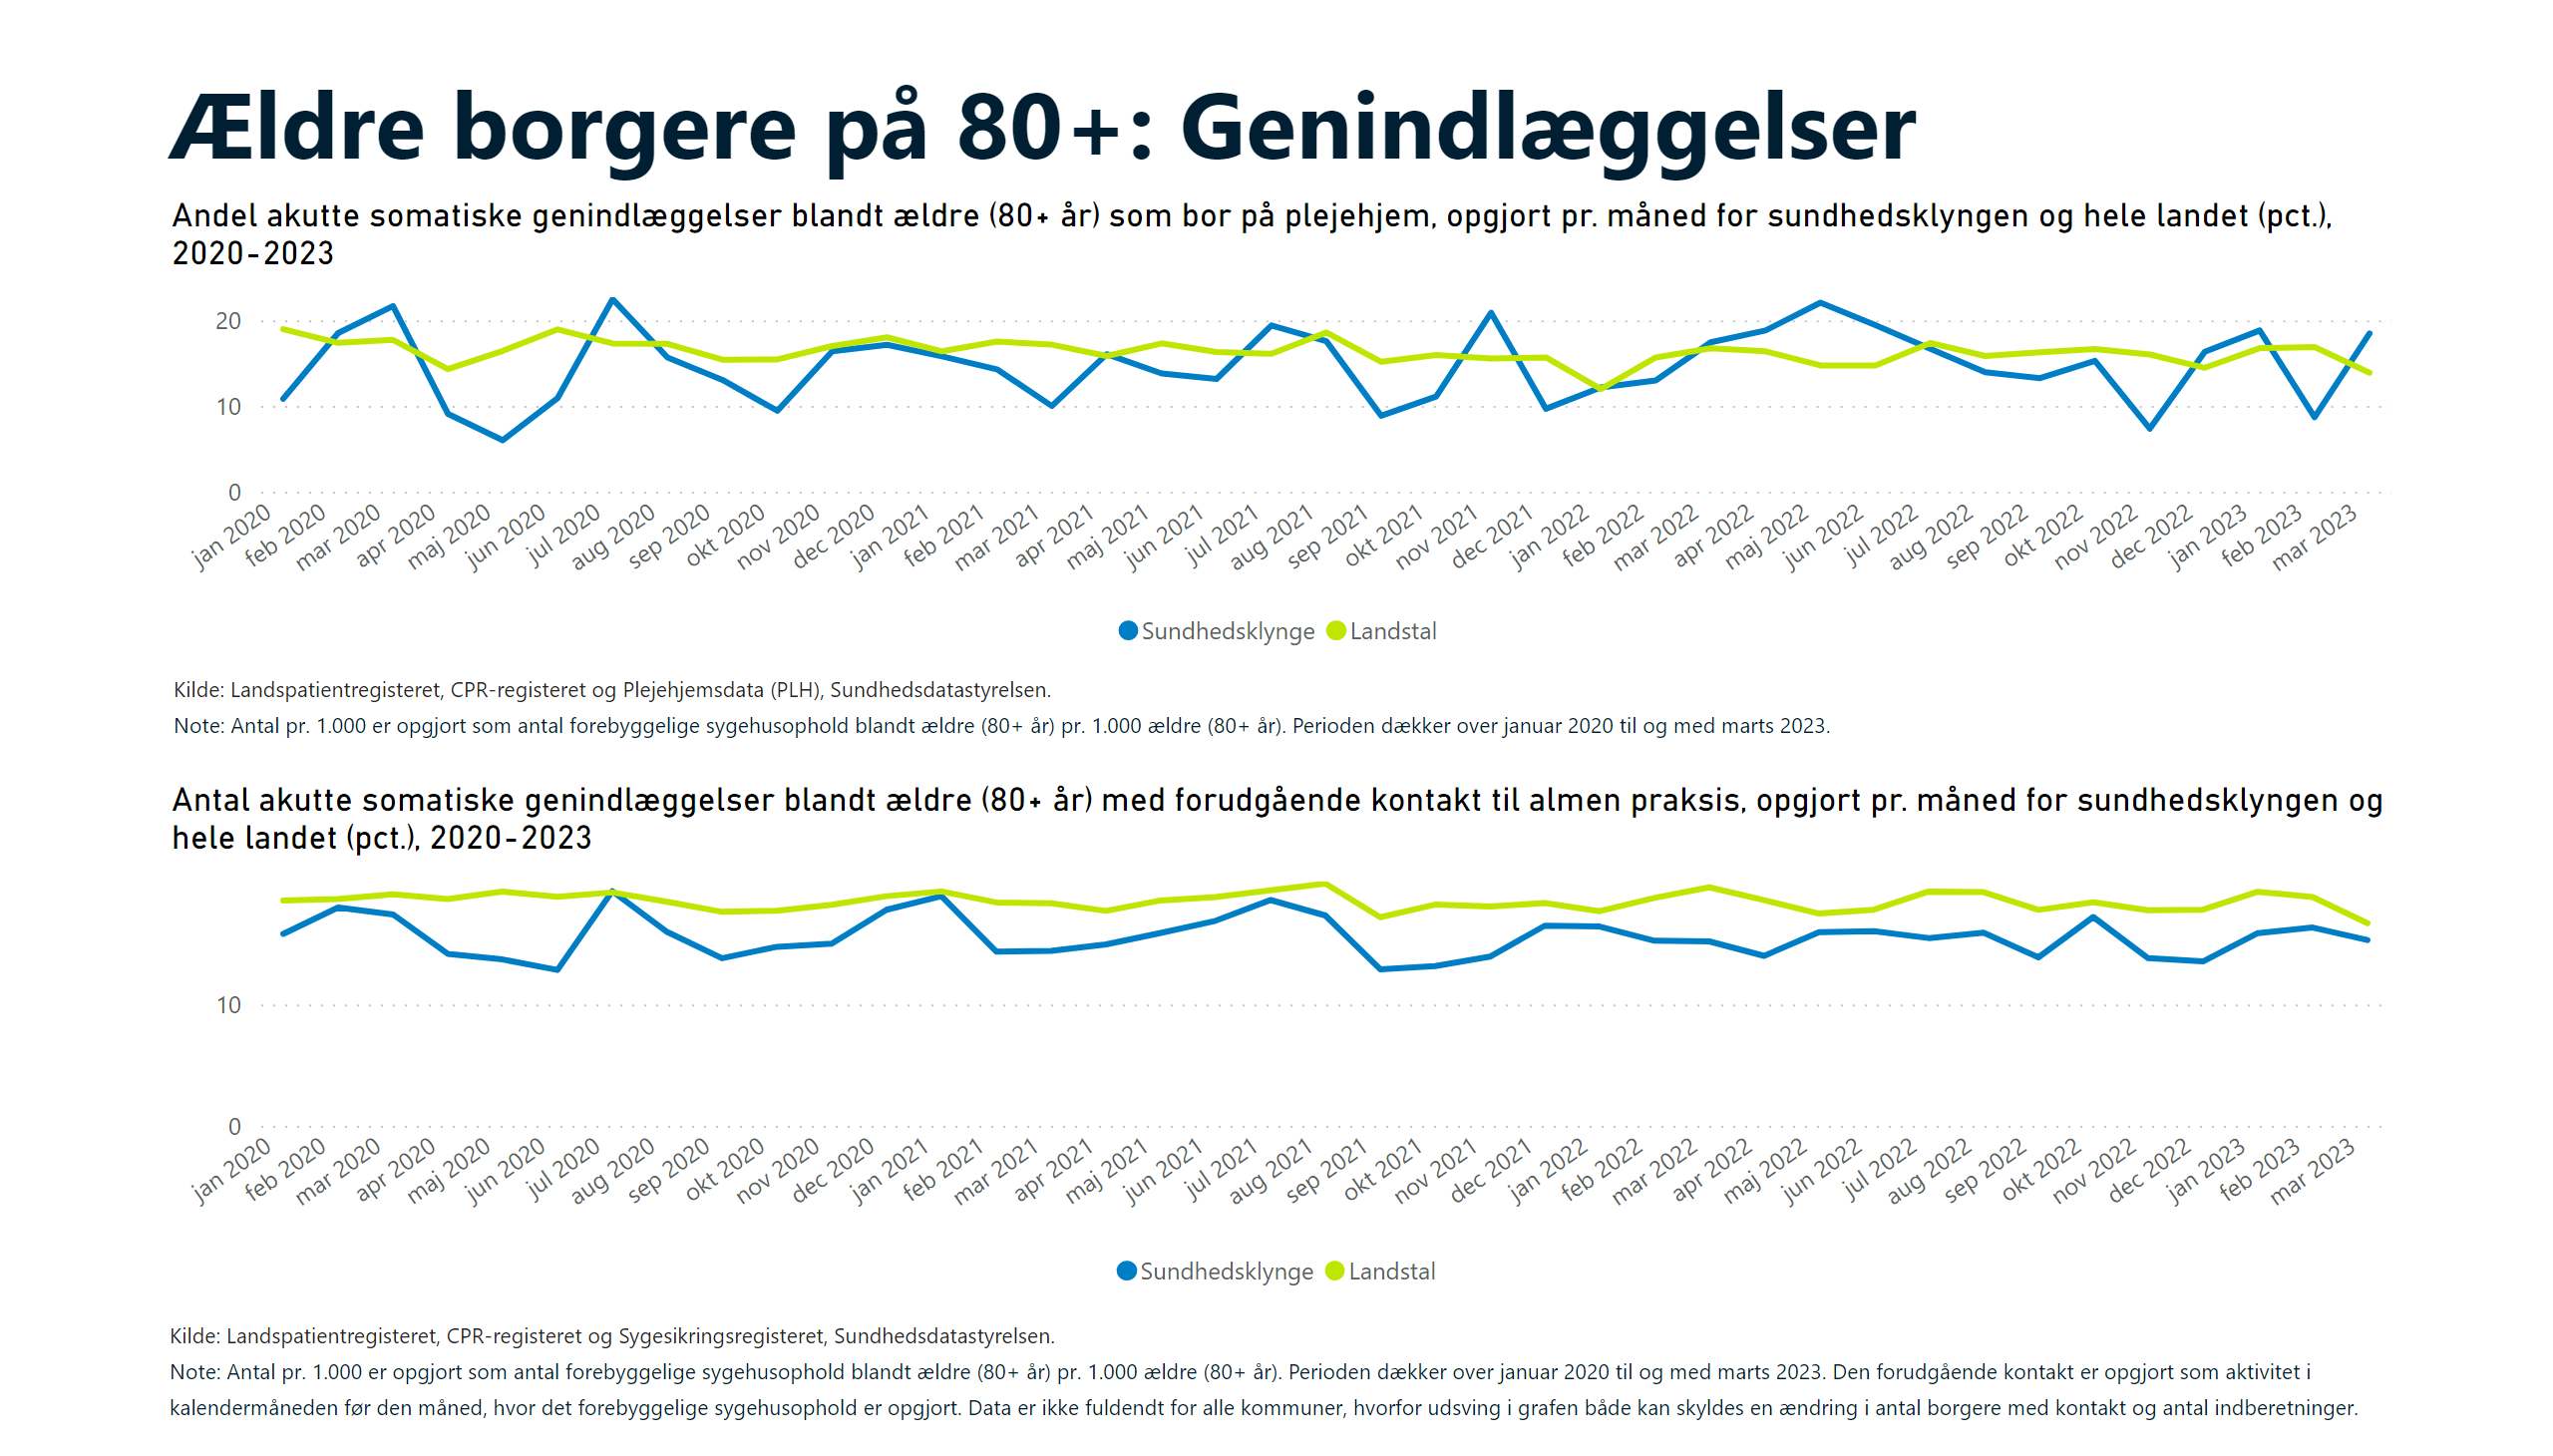 Ældre borgere på 80+: Genindlæggelser
Andel akutte somatiske genindlæggelser blandt ældre (80+ år) som bor på plejehjem, opgjort pr. måned for sundhedsklyngen og hele landet (pct.),
2020-2023
20
10
0
jan 2020 feb 2020 mar 2020 apr 2020 maj 2020 jun 2020 jul 2020 aug 2020 sep 2020 okt 2020 nov 2020 dec 2020 jan 2021 feb 2021 mar 2021 apr 2021 maj 2021 jun 2021 jul 2021 aug 2021 sep 2021 okt 2021 nov 2021 dec 2021 jan 2022 feb 2022 mar 2022 apr 2022 maj 2022 jun 2022 jul 2022 aug 2022 sep 2022 okt 2022 nov 2022 dec 2022 jan 2023 feb 2023 mar 2023
Sundhedsklynge Landstal
Kilde: Landspatientregisteret, CPR-registeret og Plejehjemsdata (PLH), Sundhedsdatastyrelsen.
Note: Antal pr. 1.000 er opgjort som antal forebyggelige sygehusophold blandt ældre (80+ år) pr. 1.000 ældre (80+ år). Perioden dækker over januar 2020 til og med marts 2023.
Antal akutte somatiske genindlæggelser blandt ældre (80+ år) med forudgående kontakt til almen praksis, opgjort pr. måned for sundhedsklyngen og
hele landet (pct.), 2020-2023
10
0
jan 2020 feb 2020 mar 2020 apr 2020 maj 2020 jun 2020 jul 2020 aug 2020 sep 2020 okt 2020 nov 2020 dec 2020 jan 2021 feb 2021 mar 2021 apr 2021 maj 2021 jun 2021 jul 2021 aug 2021 sep 2021 okt 2021 nov 2021 dec 2021 jan 2022 feb 2022 mar 2022 apr 2022 maj 2022 jun 2022 jul 2022 aug 2022 sep 2022 okt 2022 nov 2022 dec 2022 jan 2023 feb 2023 mar 2023
Sundhedsklynge Landstal
Kilde: Landspatientregisteret, CPR-registeret og Sygesikringsregisteret, Sundhedsdatastyrelsen.
Note: Antal pr. 1.000 er opgjort som antal forebyggelige sygehusophold blandt ældre (80+ år) pr. 1.000 ældre (80+ år). Perioden dækker over januar 2020 til og med marts 2023. Den forudgående kontakt er opgjort som aktivitet i
kalendermåneden før den måned, hvor det forebyggelige sygehusophold er opgjort. Data er ikke fuldendt for alle kommuner, hvorfor udsving i grafen både kan skyldes en ændring i antal borgere med kontakt og antal indberetninger.